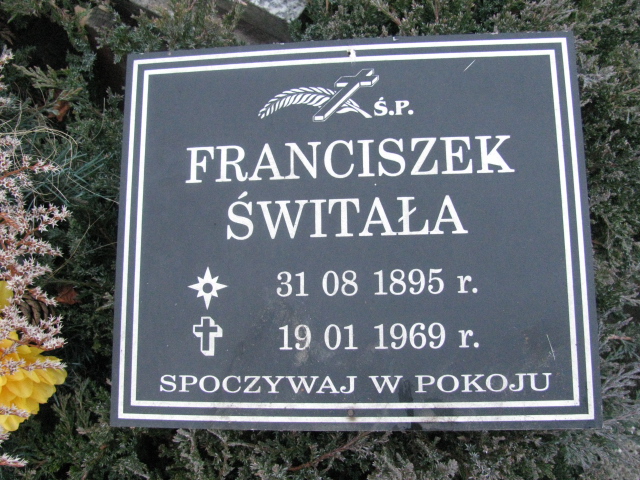 Ś.P.
FRANCISZEK
ŚWITAŁA
31 08 1895 r.
19 01 1969 r.
SPOCZYWAJ W POKOJU